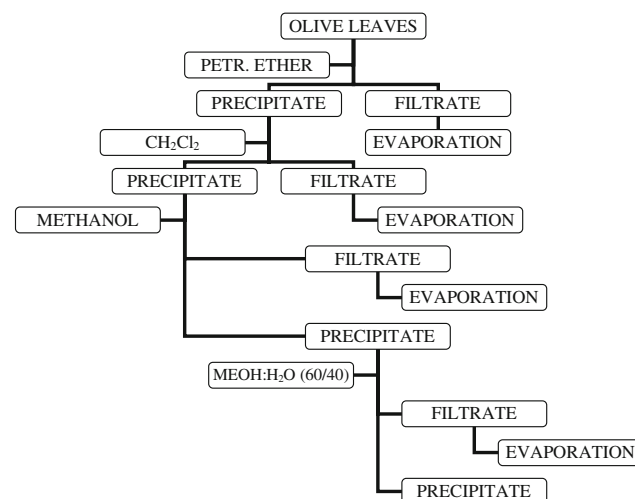 OLIVE LEAVES
PETR. ETHER
PRECIPITATE
FILTRATE
CH₂Cl₂
EVAPORATION
PRECIPITATE
FILTRATE
METHANOL
EVAPORATION
FILTRATE
EVAPORATION
PRECIPITATE
MEOH:H₂O (60/40)
FILTRATE
EVAPORATION
PRECIPITATE